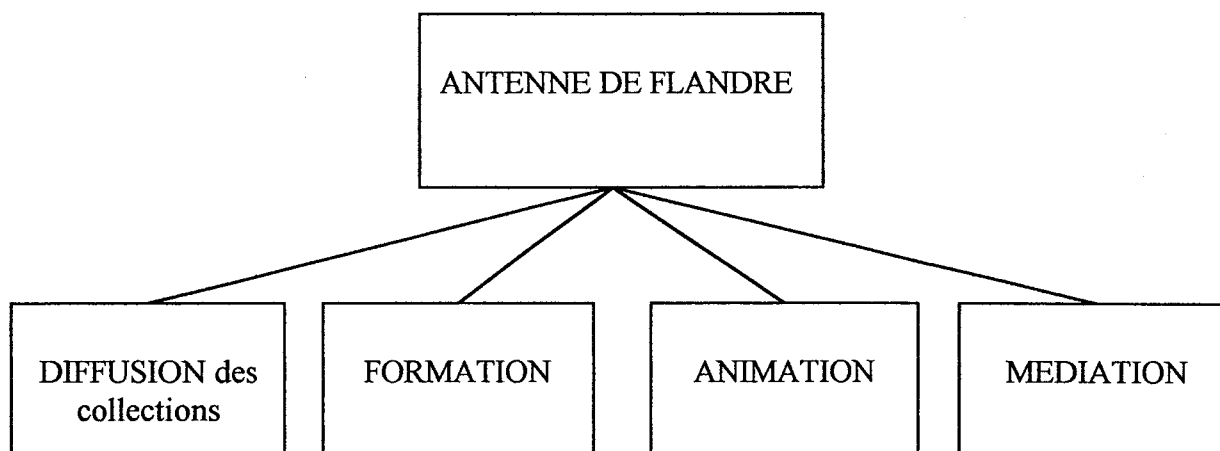 ANTENNE DE FLANDRE
DIFFUSION des
collections
FORMATION
ANIMATION
MEDIATION